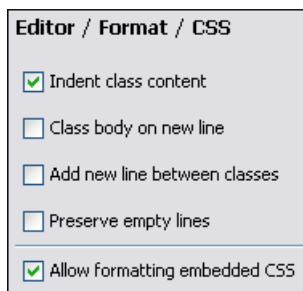 Editor / Format / CSS
Indent class content
Class body on new line
Add new line between classes
Preserve empty lines
Allow formatting embedded CSS